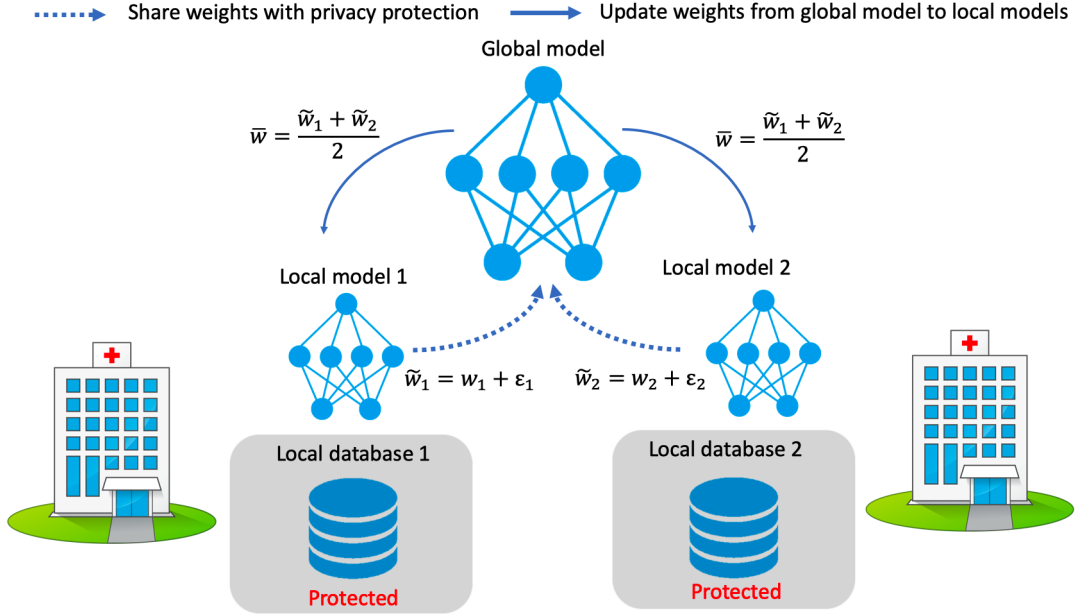 Share weights with privacy protection
Update weights from global model to local models
Global model
w̅ = (w̃₁ + w̃₂) / 2
w̅ = (w̃₁ + w̃₂) / 2
Local model 1
Local model 2
w̃₁ = w₁ + ε₁
w̃₂ = w₂ + ε₂
Local database 1
Local database 2
Protected
Protected